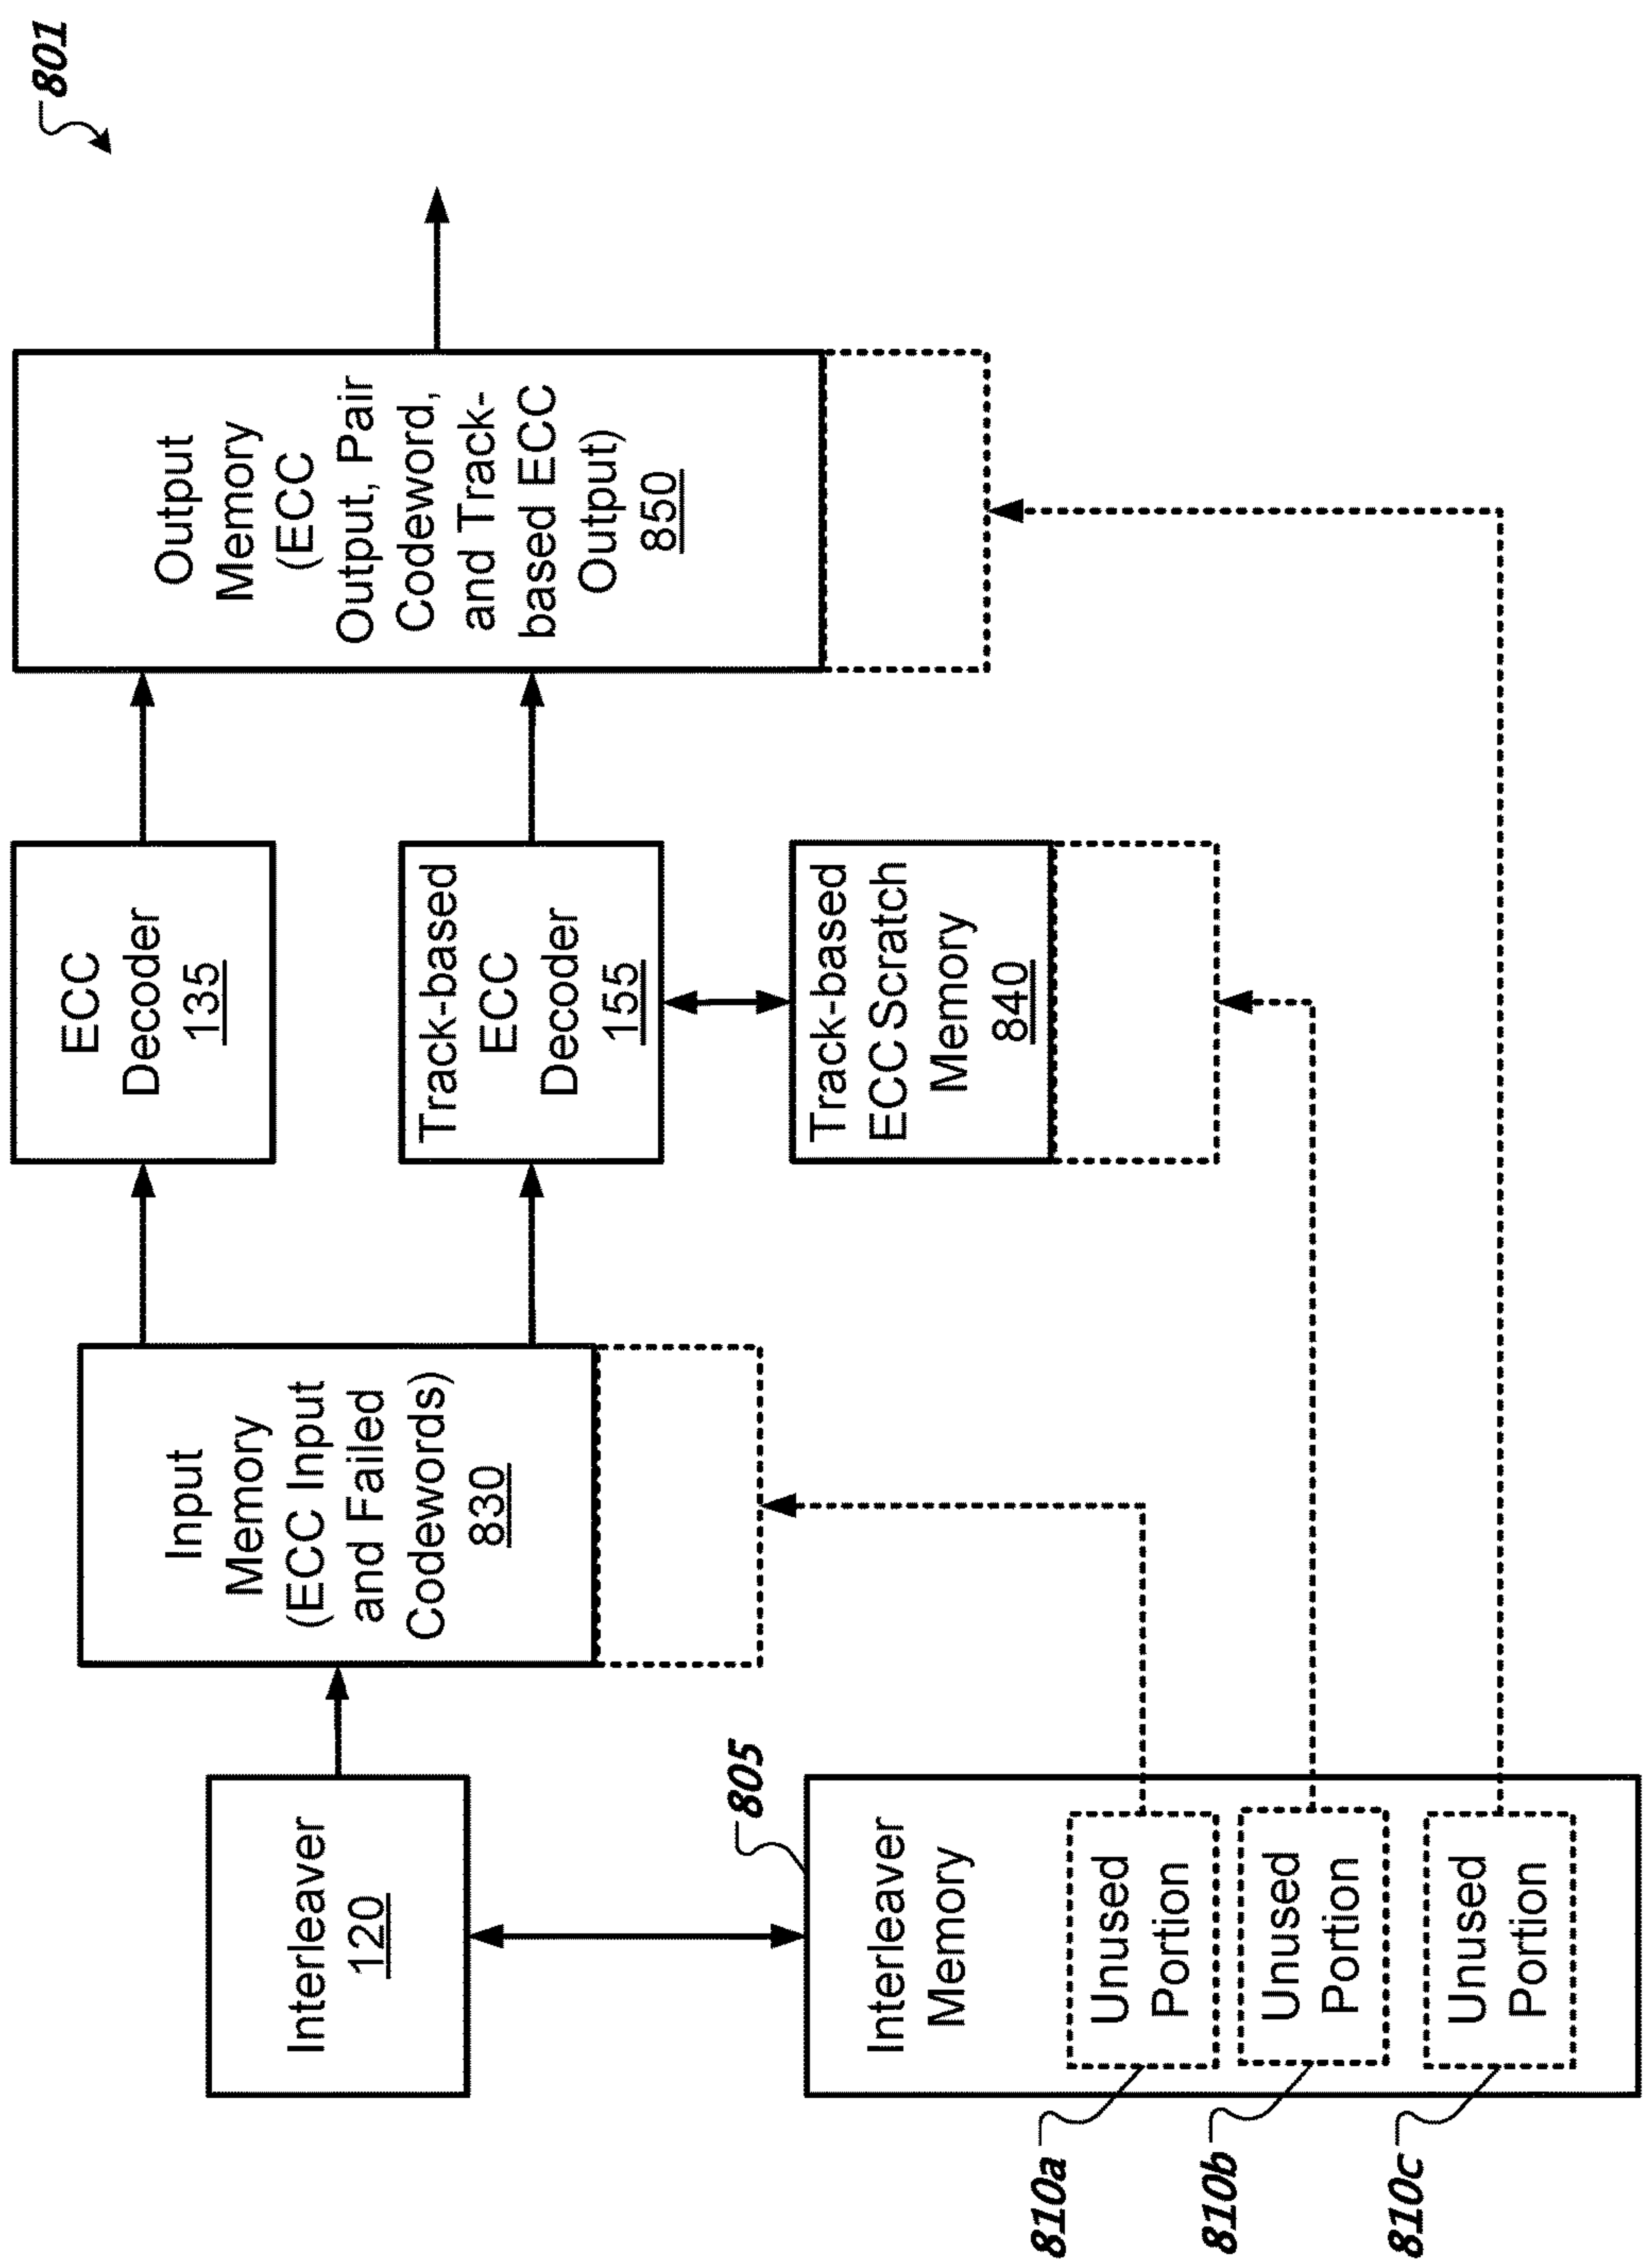 801
Interleaver
120
Input
Memory
(ECC Input
and Failed
Codewords)
830
ECC
Decoder
135
Track-based
ECC
Decoder
155
Track-based
ECC Scratch
Memory
840
Output
Memory
(ECC
Output, Pair
Codeword,
and Track-
based ECC
Output)
850
805
Interleaver
Memory
810a
Unused
Portion
810b
Unused
Portion
810c
Unused
Portion